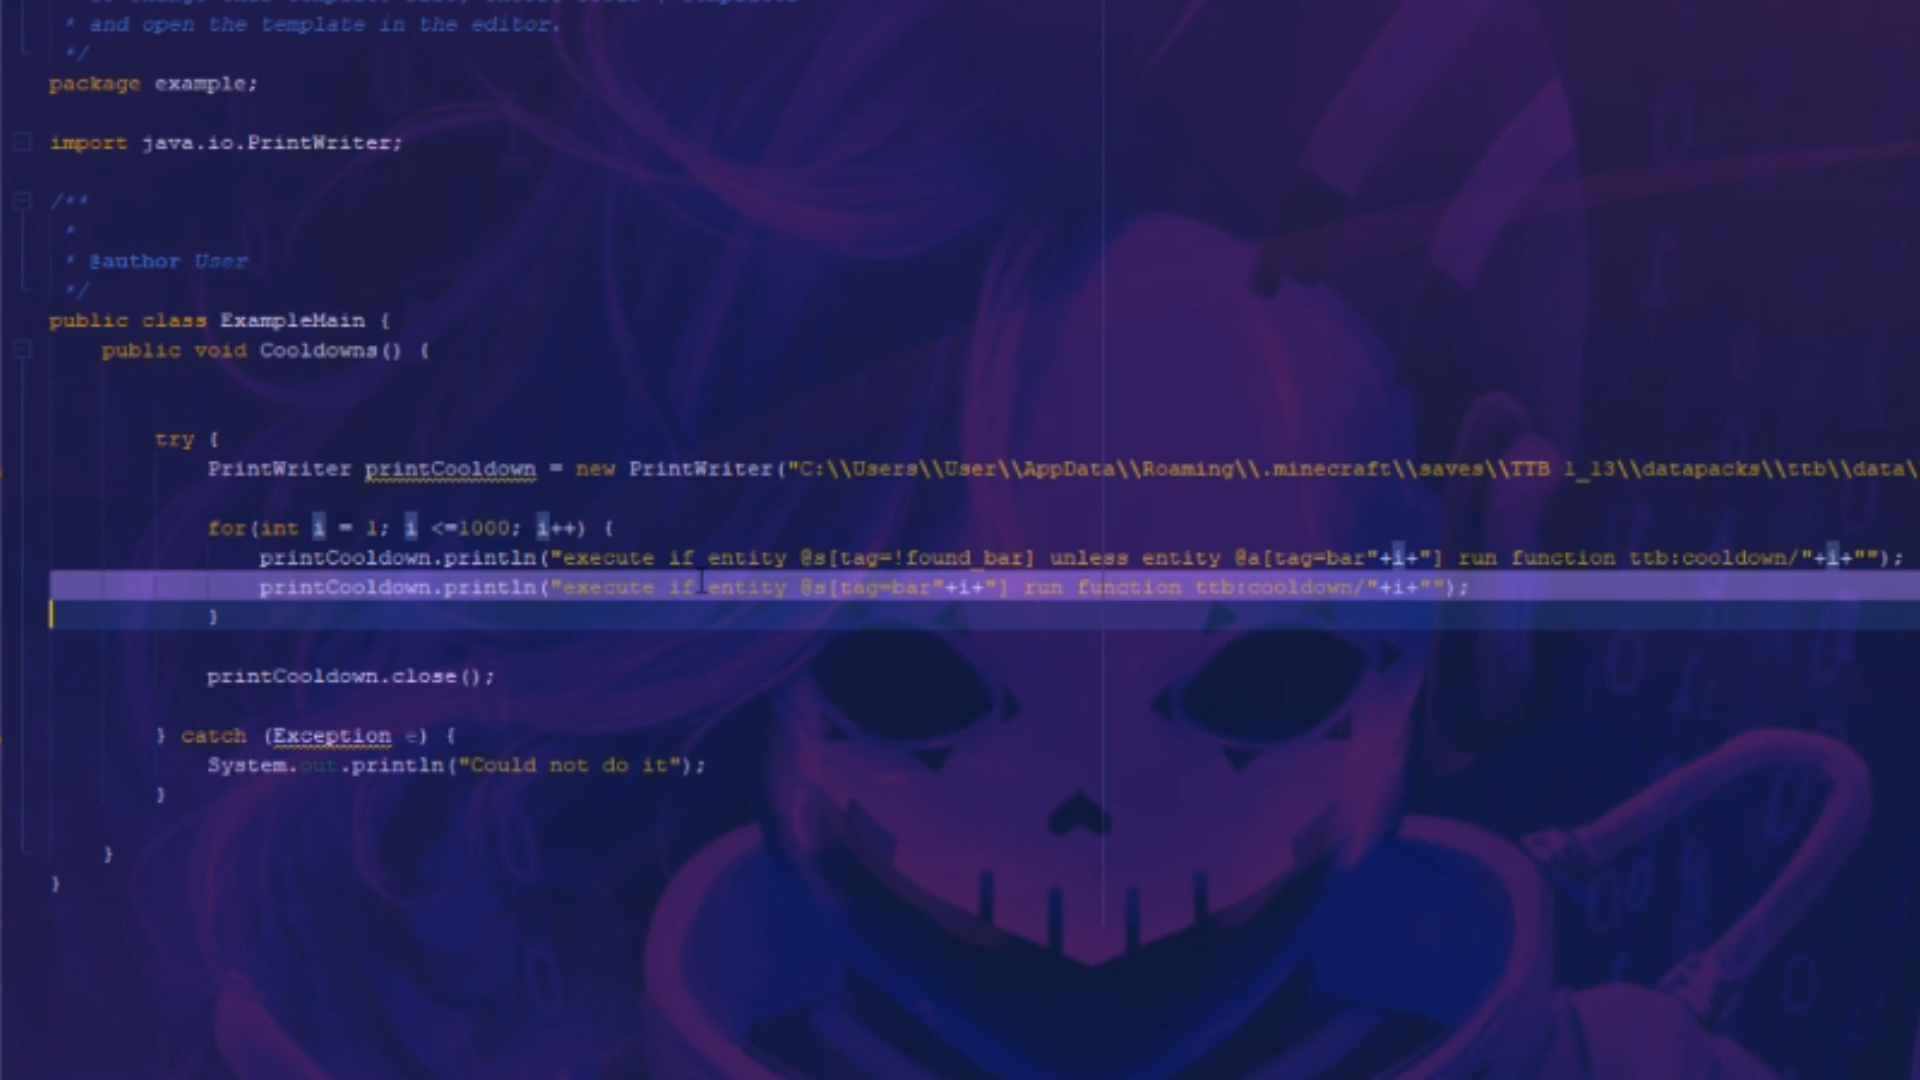 * and open the template in the editor.
*/
package example;
import java.io.PrintWriter;
/**
*
* @author User
*/
public class ExampleMain {
public void Cooldowns() {
try {
PrintWriter printCooldown = new PrintWriter("C:\\Users\\User\\AppData\\Roaming\\.minecraft\\saves\\TTB 1_13\\datapacks\\ttb\\data\
for(int i = 1; i <=1000; i++) {
printCooldown.println("execute if entity @s[tag=!found_bar] unless entity @a[tag=bar"+i+"] run function ttb:cooldown/"+i+"");
printCooldown.println("execute if entity @s[tag=bar"+i+"] run function ttb:cooldown/"+i+"");
}
printCooldown.close();
} catch (Exception e) {
System.out.println("Could not do it");
}
}
}